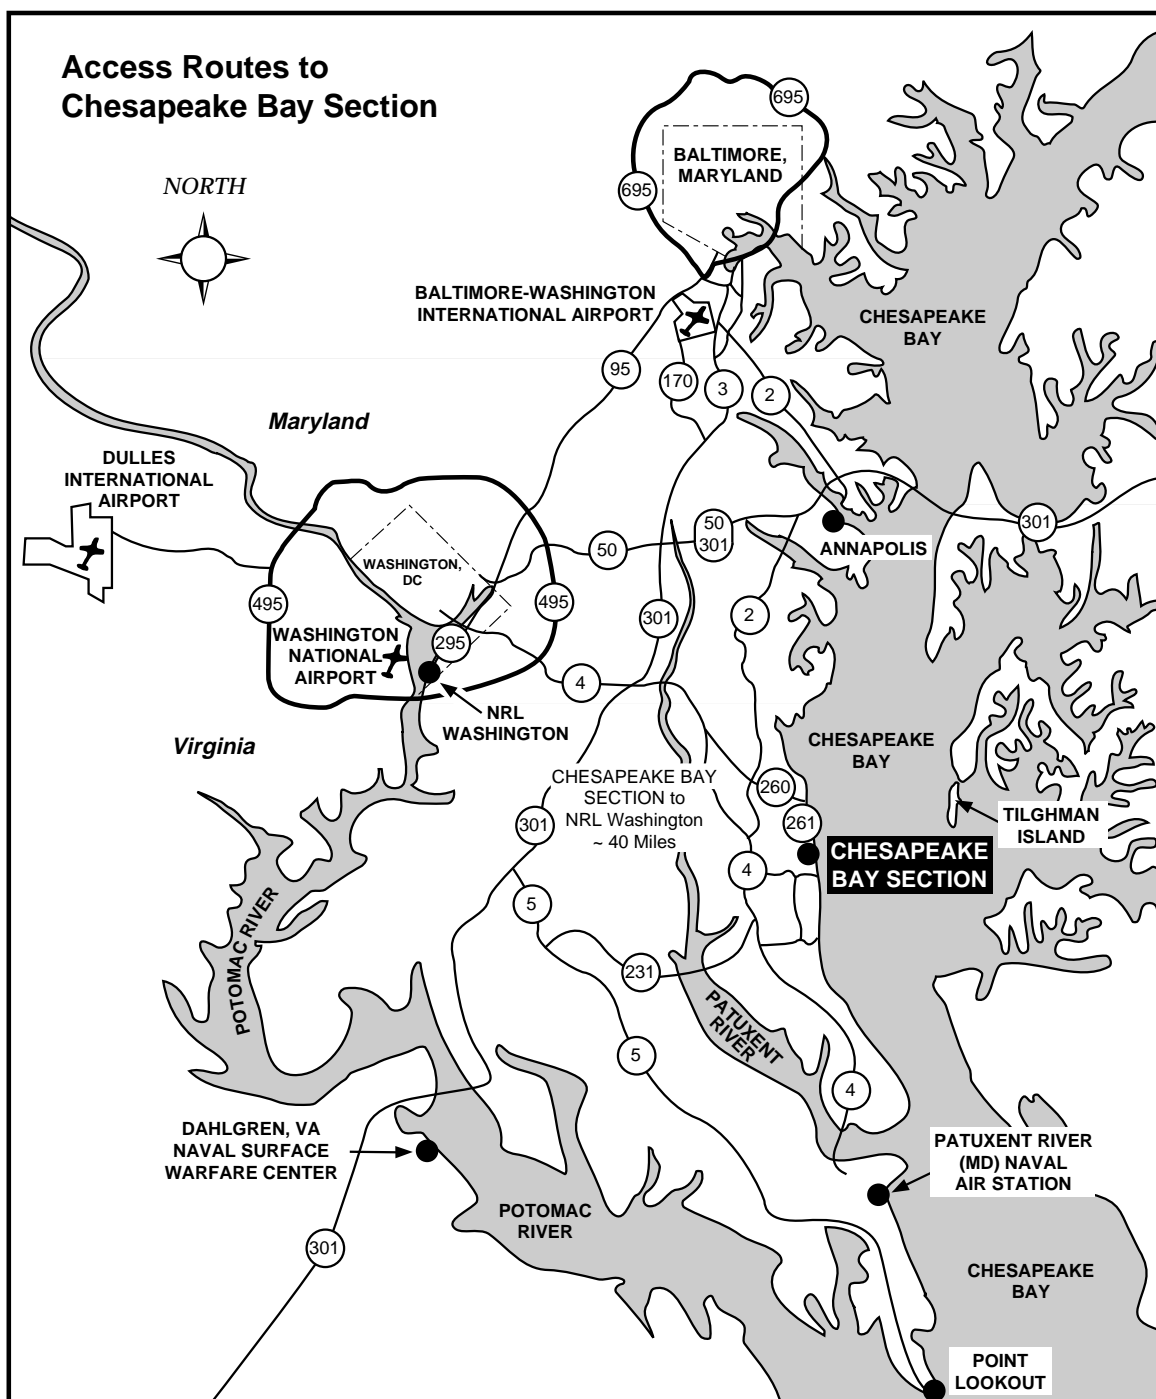 Access Routes to
Chesapeake Bay Section
NORTH
695
BALTIMORE,
MARYLAND
695
BALTIMORE-WASHINGTON
INTERNATIONAL AIRPORT
CHESAPEAKE
BAY
95
170
3
2
Maryland
DULLES
INTERNATIONAL
AIRPORT
50
301
301
ANNAPOLIS
50
WASHINGTON,
DC
495
495
301
2
295
WASHINGTON
NATIONAL
AIRPORT
4
NRL
WASHINGTON
Virginia
CHESAPEAKE
BAY
CHESAPEAKE BAY
SECTION to
NRL Washington
~ 40 Miles
260
261
301
TILGHMAN
ISLAND
CHESAPEAKE
BAY SECTION
4
5
POTOMAC RIVER
231
PATUXENT
RIVER
5
4
DAHLGREN, VA
NAVAL SURFACE
WARFARE CENTER
PATUXENT RIVER
(MD) NAVAL
AIR STATION
POTOMAC
RIVER
301
CHESAPEAKE
BAY
POINT
LOOKOUT